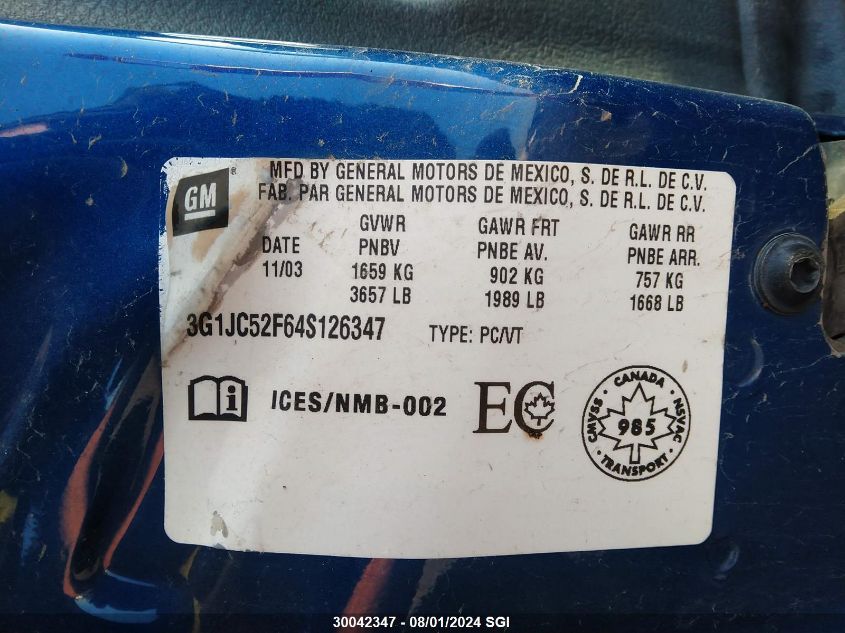 GM ®
MFD BY GENERAL MOTORS DE MEXICO, S. DE R.L. DE C.V.
FAB. PAR GENERAL MOTORS DE MEXICO, S. DE R.L. DE C.V.
GVWR GAWR FRT GAWR RR
DATE PNBV PNBE AV. PNBE ARR.
11/03 1659 KG 902 KG 757 KG
3657 LB 1989 LB 1668 LB
3G1JC52F64S126347 TYPE: PC/VT
i ICES/NMB-002 EC
CANADA
CMVSS 985 NSVAC
TRANSPORT
30042347 - 08/01/2024 SGI